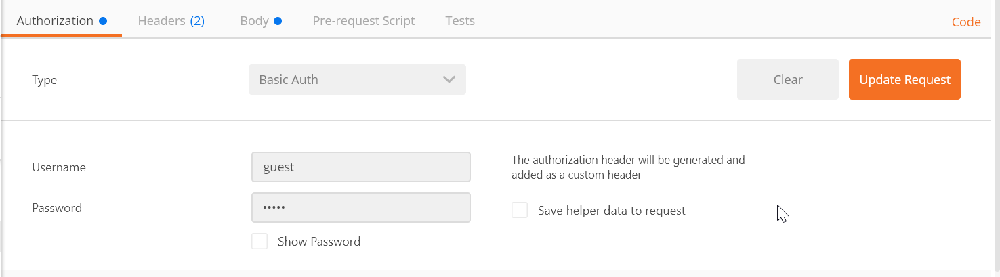 Authorization Headers (2) Body Pre-request Script Tests Code
Type Basic Auth Clear Update Request
Username guest The authorization header will be generated and
added as a custom header
Password ••••• Save helper data to request
Show Password